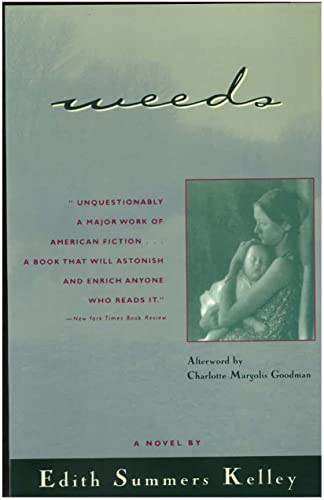 weeds
" UNQUESTIONABLY
A MAJOR WORK OF
AMERICAN FICTION . . .
A BOOK THAT WILL ASTONISH
AND ENRICH ANYONE
WHO READS IT."
—New York Times Book Review
Afterword by
Charlotte Margolis Goodman
A NOVEL BY
Edith Summers Kelley